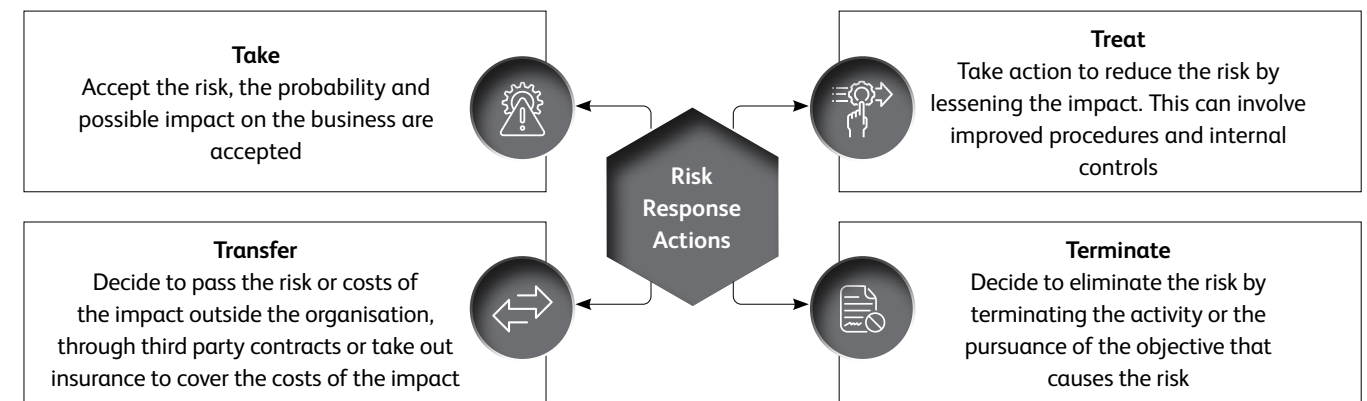 Take
Accept the risk, the probability and
possible impact on the business are
accepted
Treat
Take action to reduce the risk by
lessening the impact. This can involve
improved procedures and internal
controls
Risk
Response
Actions
Transfer
Decide to pass the risk or costs of
the impact outside the organisation,
through third party contracts or take out
insurance to cover the costs of the impact
Terminate
Decide to eliminate the risk by
terminating the activity or the
pursuance of the objective that
causes the risk